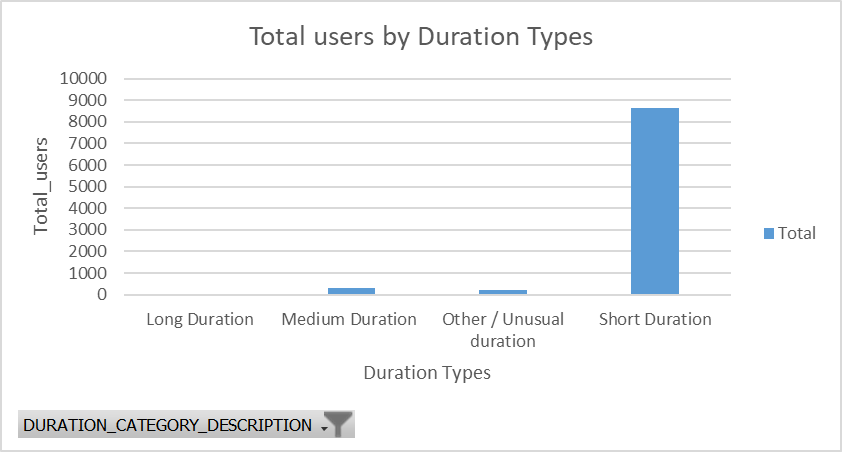 Total users by Duration Types
10000
9000
8000
7000
6000
5000
4000
3000
2000
1000
0
Total_users
Long Duration
Medium Duration
Other / Unusual
duration
Short Duration
Duration Types
Total
DURATION_CATEGORY_DESCRIPTION